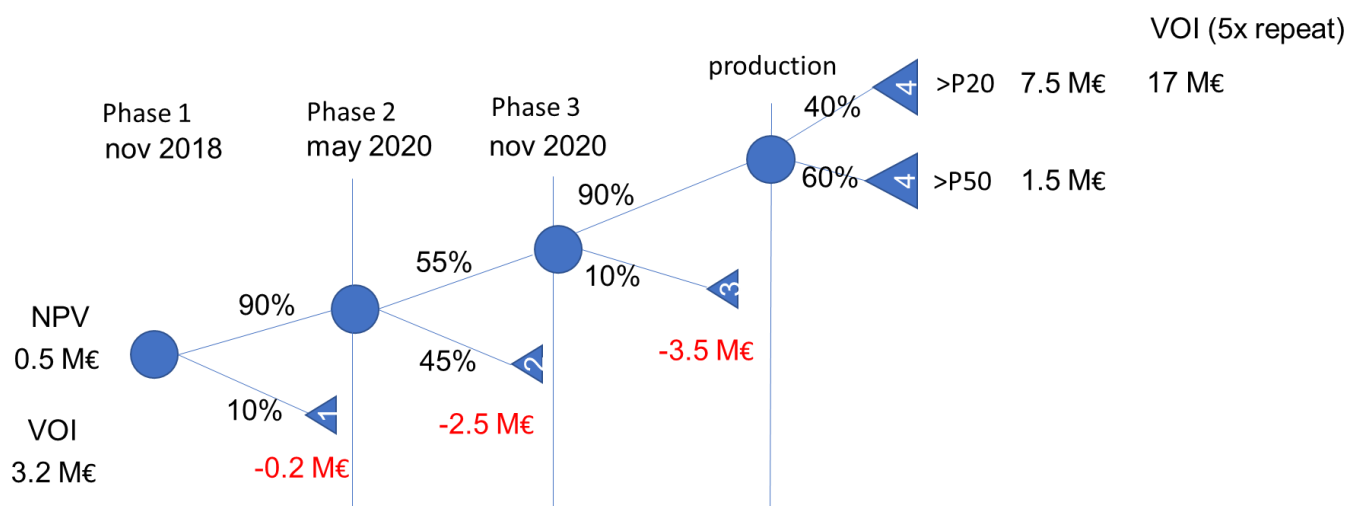 VOI (5x repeat)
production
>P20 7.5 M€ 17 M€
4
40%
Phase 1
nov 2018
Phase 2
may 2020
Phase 3
nov 2020
60%
4
>P50 1.5 M€
90%
55%
10%
3
90%
NPV
0.5 M€
45%
2
-3.5 M€
10%
1
-2.5 M€
VOI
3.2 M€
-0.2 M€